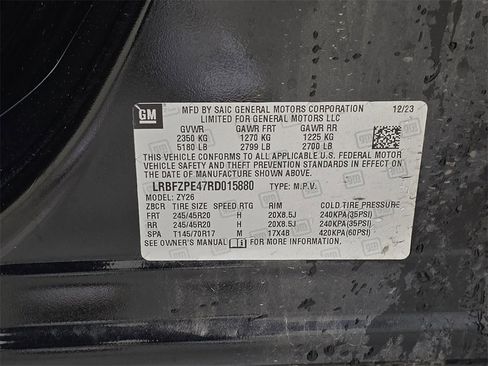 GM
MFD BY SAIC GENERAL MOTORS CORPORATION 12/23
LIMITED FOR GENERAL MOTORS LLC
GVWR GAWR FRT GAWR RR
2350 KG 1270 KG 1225 KG
5180 LB 2799 LB 2700 LB
THIS VEHICLE CONFORMS TO ALL APPLICABLE U.S. FEDERAL MOTOR
VEHICLE SAFETY AND THEFT PREVENTION STANDARDS IN EFFECT ON
THE DATE OF MANUFACTURE SHOWN ABOVE.
LRBFZPE47RD015880 TYPE: M.P.V.
MODEL: ZY26
ZBCR TIRE SIZE SPEED RTG RIM COLD TIRE PRESSURE
FRT 245/45R20 H 20X8.5J 240KPA(35PSI)
RR 245/45R20 H 20X8.5J 240KPA(35PSI)
SPA T145/70R17 M 17X4B 420KPA(60PSI)
SEE OWNER'S MANUAL FOR MORE INFORMATION.